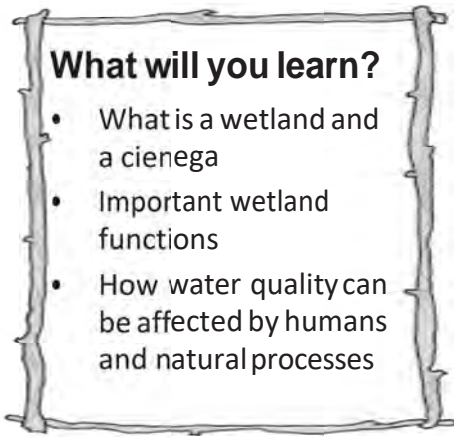 What will you learn?
• What is a wetland and
a cienega
• Important wetland
functions
• How water quality can
be affected by humans
and natural processes